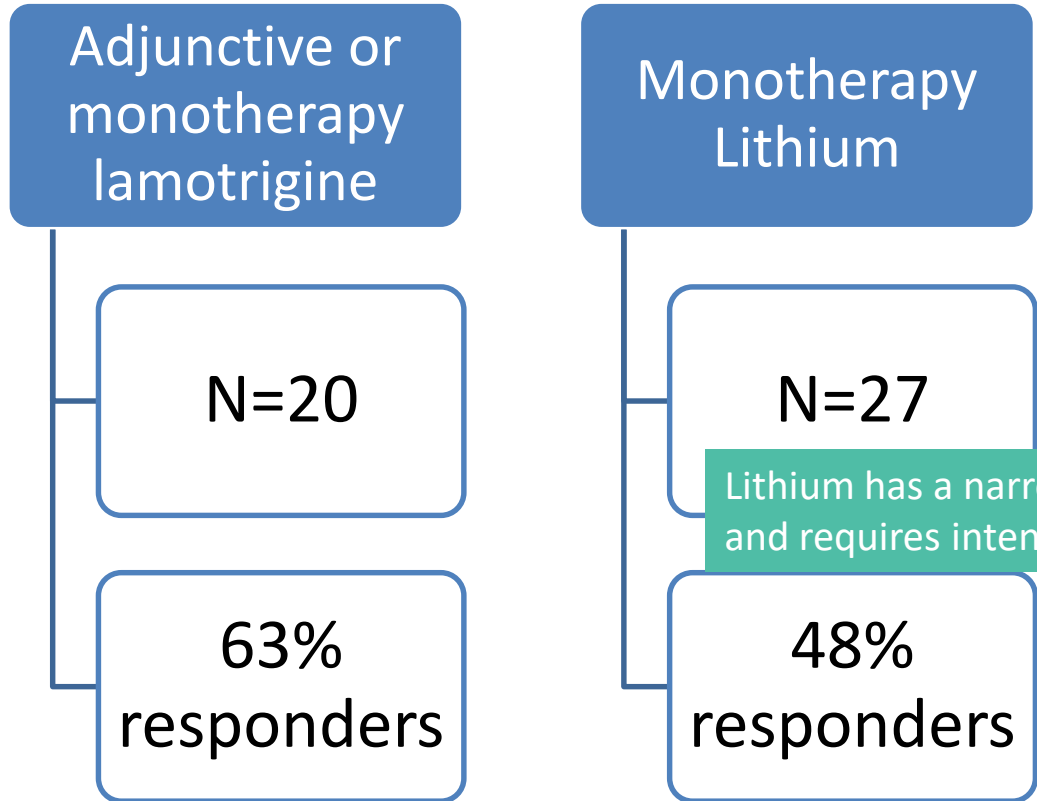 Adjunctive or
monotherapy
lamotrigine
N=20
63%
responders
Monotherapy
Lithium
N=27
Lithium has a
and requires
48%
responders